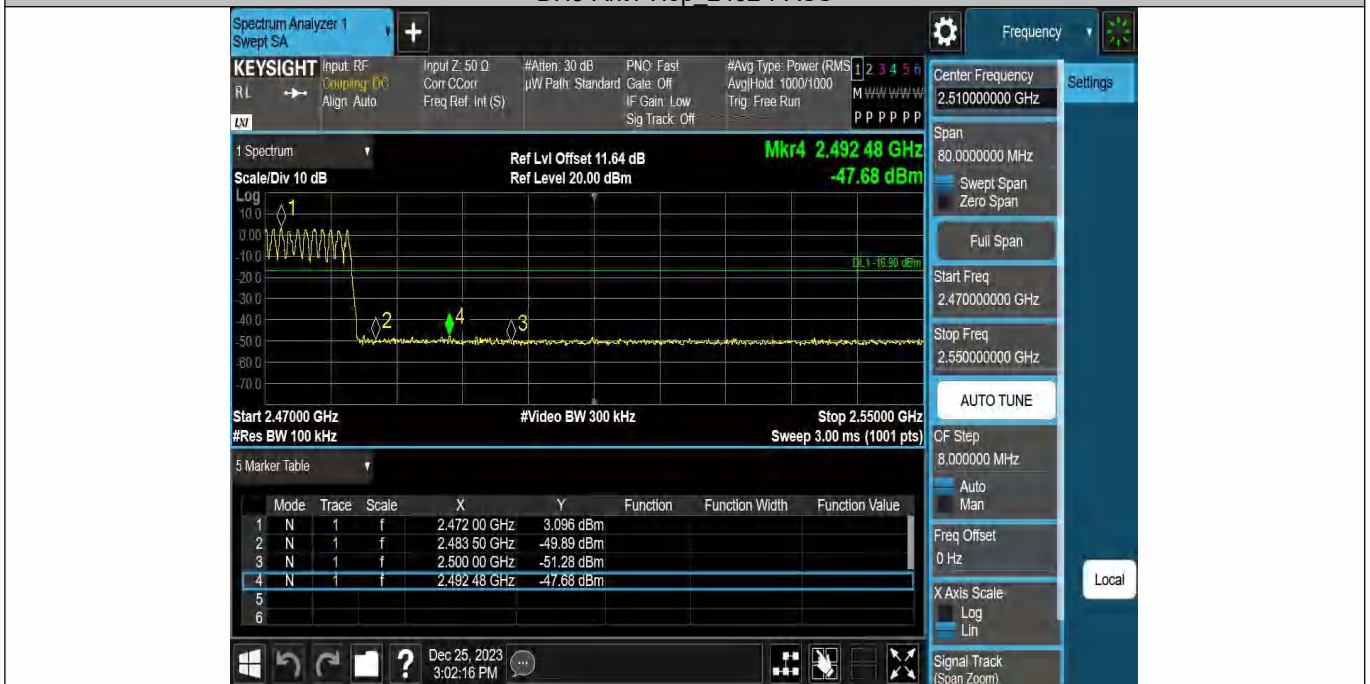 Spectrum Analyzer 1
Swept SA
+
Frequency
KEYSIGHT
RL
LXI
Input: RF
Coupling: DC
Align: Auto
Input Z: 50 Ω
Corr CCorr
Freq Ref: Int (S)
#Atten: 30 dB
µW Path: Standard
PNO: Fast
Gate: Off
IF Gain: Low
Sig Track: Off
#Avg Type: Power (RMS
Avg|Hold: 1000/1000
Trig: Free Run
1 2 3 4 5 6
M W W W W W
P P P P P P
1 Spectrum
Scale/Div 10 dB
Ref Lvl Offset 11.64 dB
Ref Level 20.00 dBm
Mkr4 2.492 48 GHz
-47.68 dBm
Log
10.0
0.00
-10.0
-20.0
-30.0
-40.0
-50.0
-60.0
-70.0
1
2
4
3
DL1 -16.90 dBm
Start 2.47000 GHz
#Res BW 100 kHz
#Video BW 300 kHz
Stop 2.55000 GHz
Sweep 3.00 ms (1001 pts)
5 Marker Table
Mode Trace Scale X Y Function Function Width Function Value
1 N 1 f 2.472 00 GHz 3.096 dBm
2 N 1 f 2.483 50 GHz -49.89 dBm
3 N 1 f 2.500 00 GHz -51.28 dBm
4 N 1 f 2.492 48 GHz -47.68 dBm
5
6
Dec 25, 2023
3:02:16 PM
?
Center Frequency
2.510000000 GHz
Settings
Span
80.0000000 MHz
Swept Span
Zero Span
Full Span
Start Freq
2.470000000 GHz
Stop Freq
2.550000000 GHz
AUTO TUNE
CF Step
8.000000 MHz
Auto
Man
Freq Offset
0 Hz
X Axis Scale
Log
Lin
Signal Track
(Span Zoom)
Local